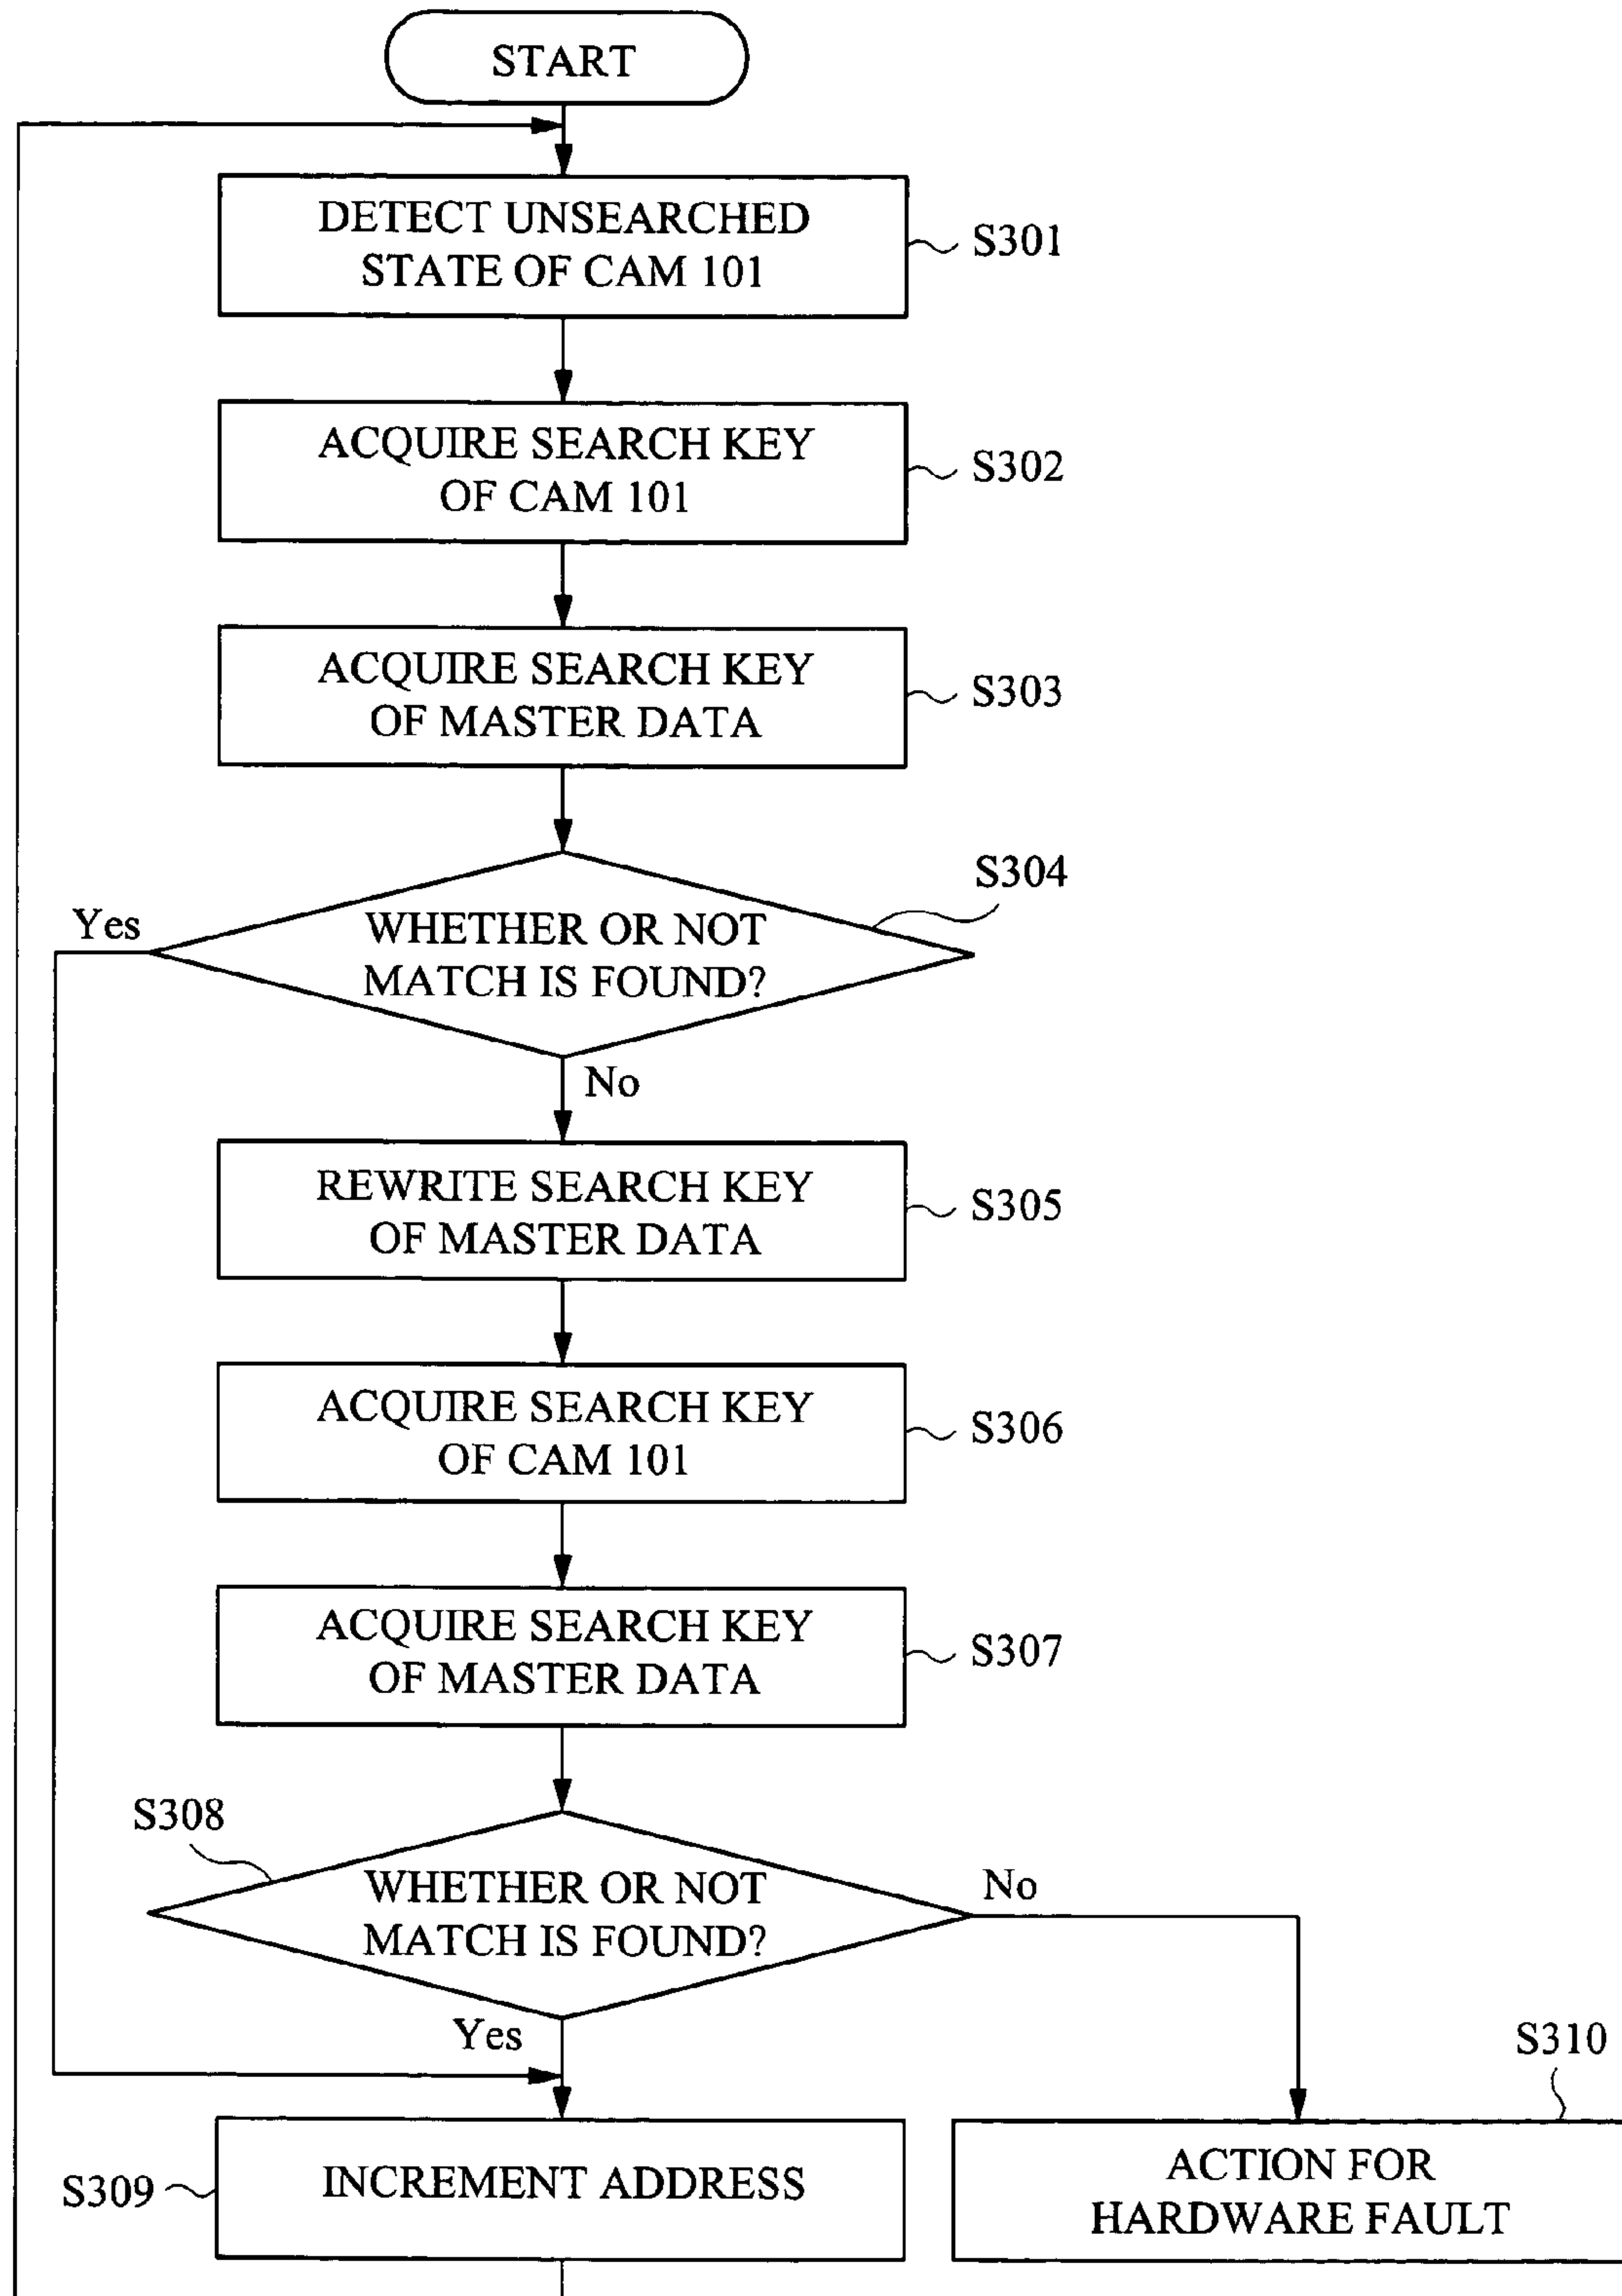 START
DETECT UNSEARCHED
STATE OF CAM 101
S301
ACQUIRE SEARCH KEY
OF CAM 101
S302
ACQUIRE SEARCH KEY
OF MASTER DATA
S303
S304
Yes
WHETHER OR NOT
MATCH IS FOUND?
No
REWRITE SEARCH KEY
OF MASTER DATA
S305
ACQUIRE SEARCH KEY
OF CAM 101
S306
ACQUIRE SEARCH KEY
OF MASTER DATA
S307
S308
WHETHER OR NOT
MATCH IS FOUND?
No
Yes
S310
S309
INCREMENT ADDRESS
ACTION FOR
HARDWARE FAULT